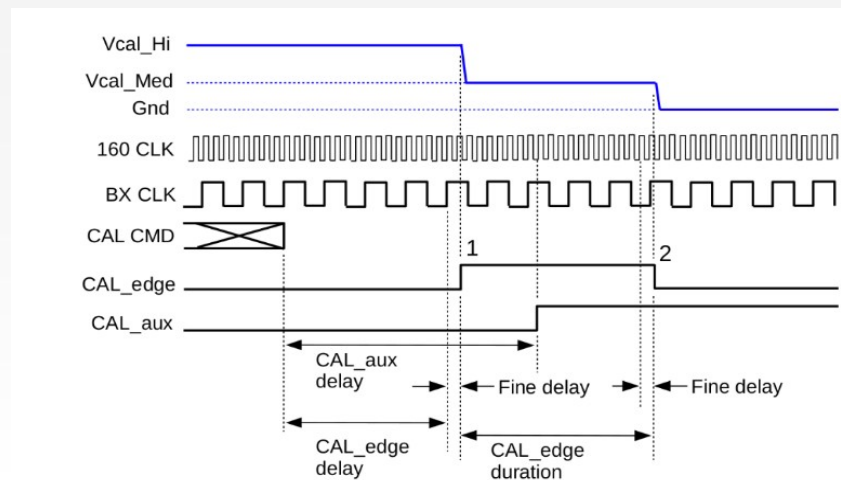 Vcal_Hi
Vcal_Med
Gnd
160 CLK
BX CLK
CAL CMD
1
2
CAL_edge
CAL_aux
CAL_aux
delay
Fine delay
Fine delay
CAL_edge
delay
CAL_edge
duration